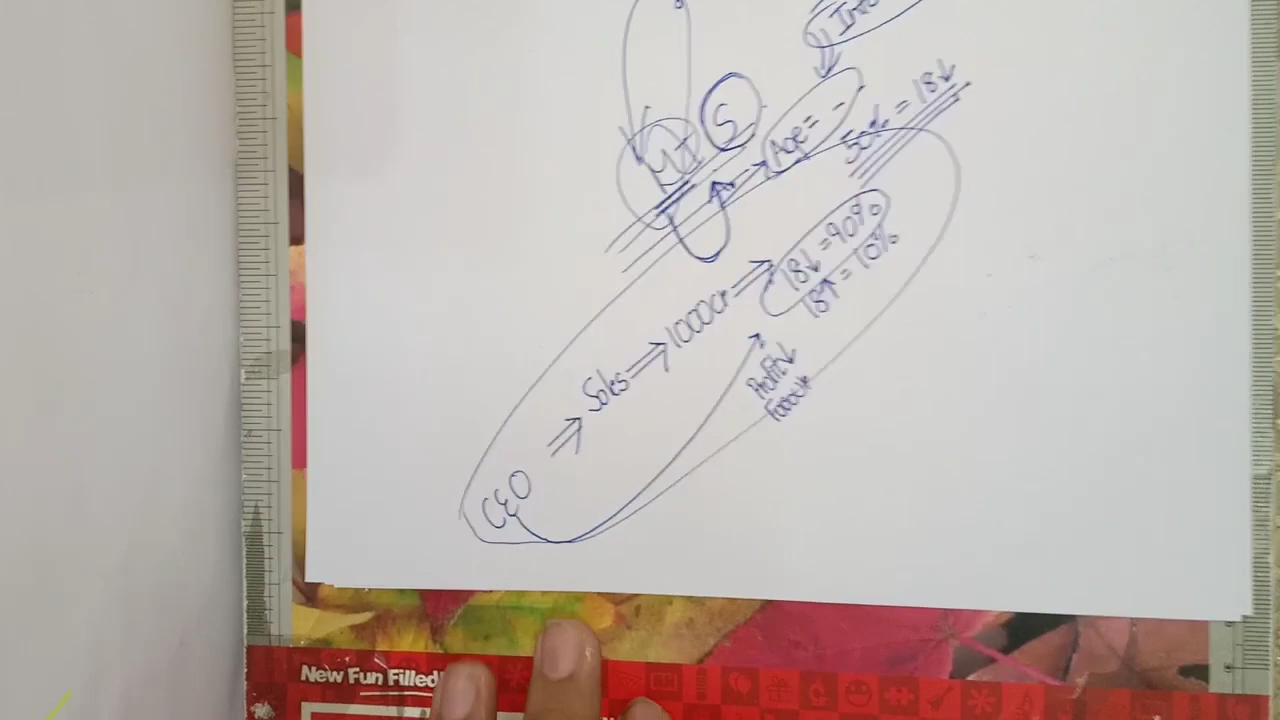 S
Age = -
50% = 18↓
18↓ = 90%
18↑ = 10%
CEO ⇒ Sales ⇒ 1000Cr ⇒
Profit↓
New Fun Filled